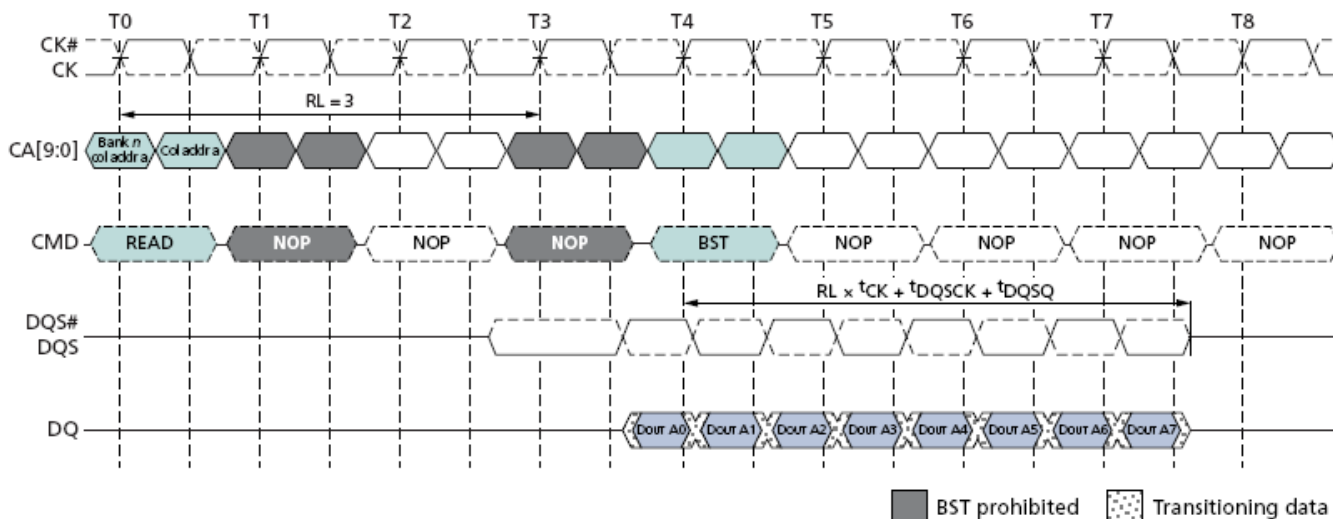 T0 T1 T2 T3 T4 T5 T6 T7 T8
CK#
CK
RL = 3
CA[9:0]
Bank n
col addr a
Col addr a
CMD
READ NOP NOP NOP BST NOP NOP NOP NOP
RL × tCK + tDQSCK + tDQSQ
DQS#
DQS
DQ
DOUT A0 DOUT A1 DOUT A2 DOUT A3 DOUT A4 DOUT A5 DOUT A6 DOUT A7
BST prohibited Transitioning data